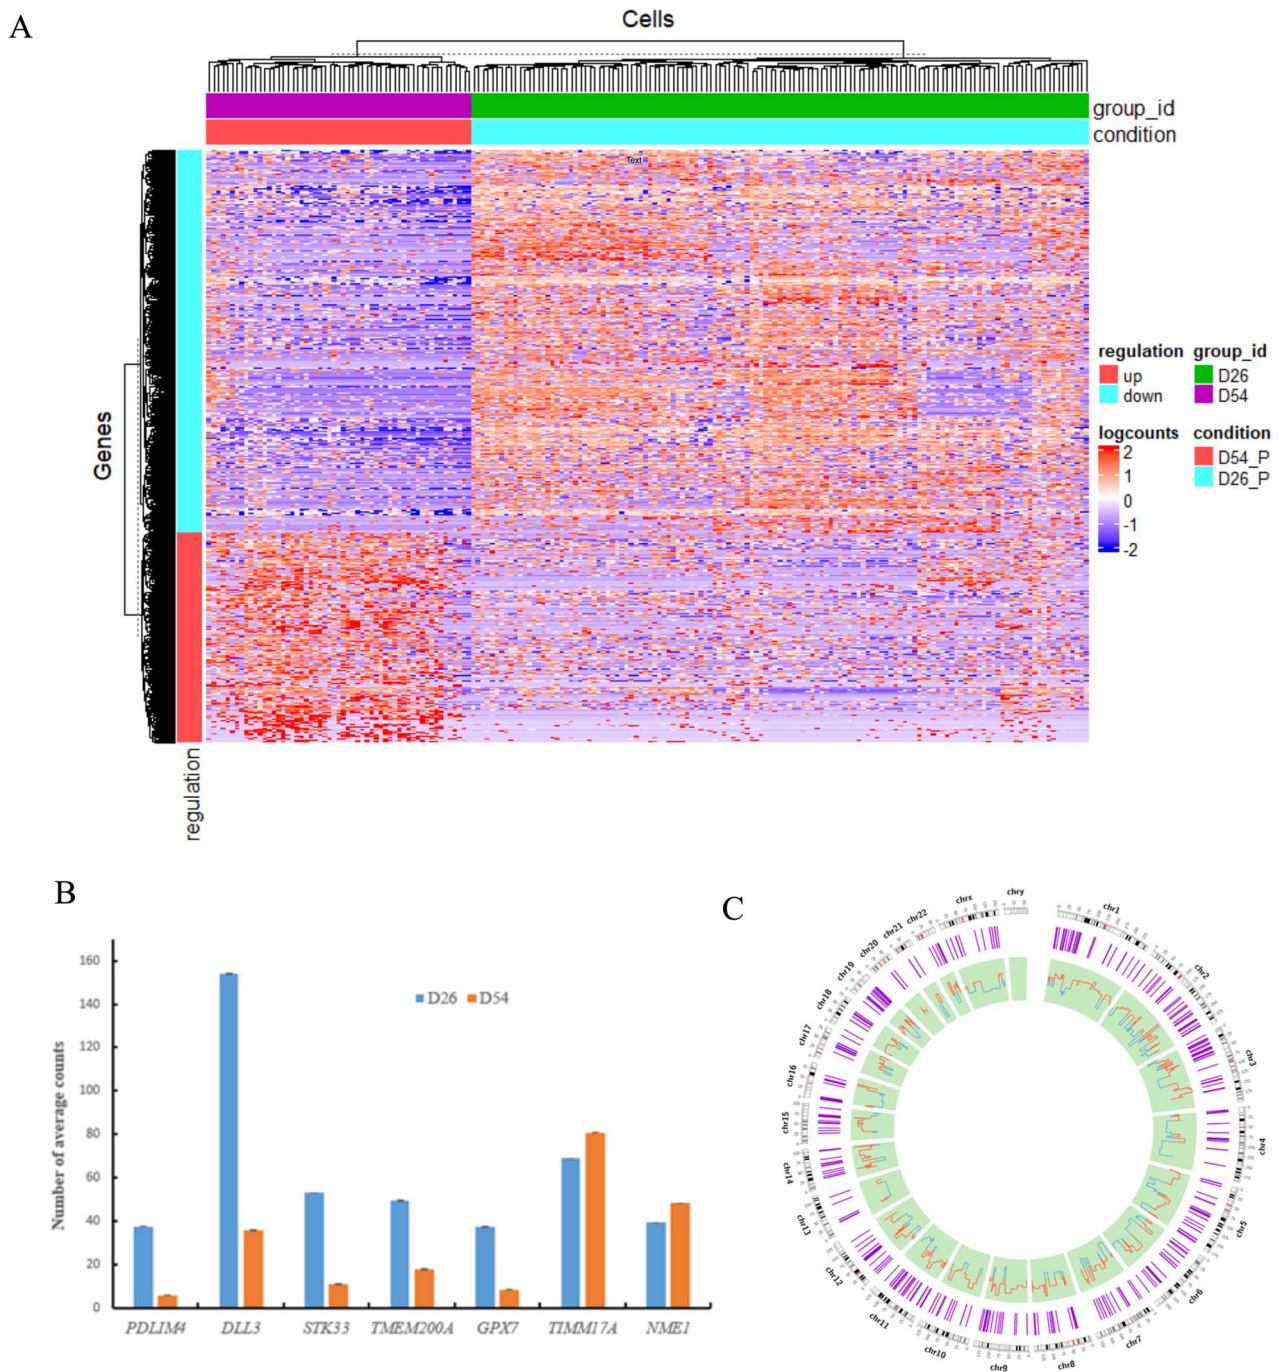 A
Cells
group_id
condition
Text
Genes
regulation
regulation group_id
up D26
down D54
logcounts condition
2 D54_P
1 D26_P
0
-1
-2
B
Number of average counts
160
140
120
100
80
60
40
20
0
D26 D54
PDLIM4 DLL3 STK33 TMEM200A GPX7 TIMM17A NME1
C
chr1
chr2
chr3
chr4
chr5
chr6
chr7
chr8
chr9
chr10
chr11
chr12
chr13
chr14
chr15
chr16
chr17
chr18
chr19
chr20
chr21
chr22
chrx
chry